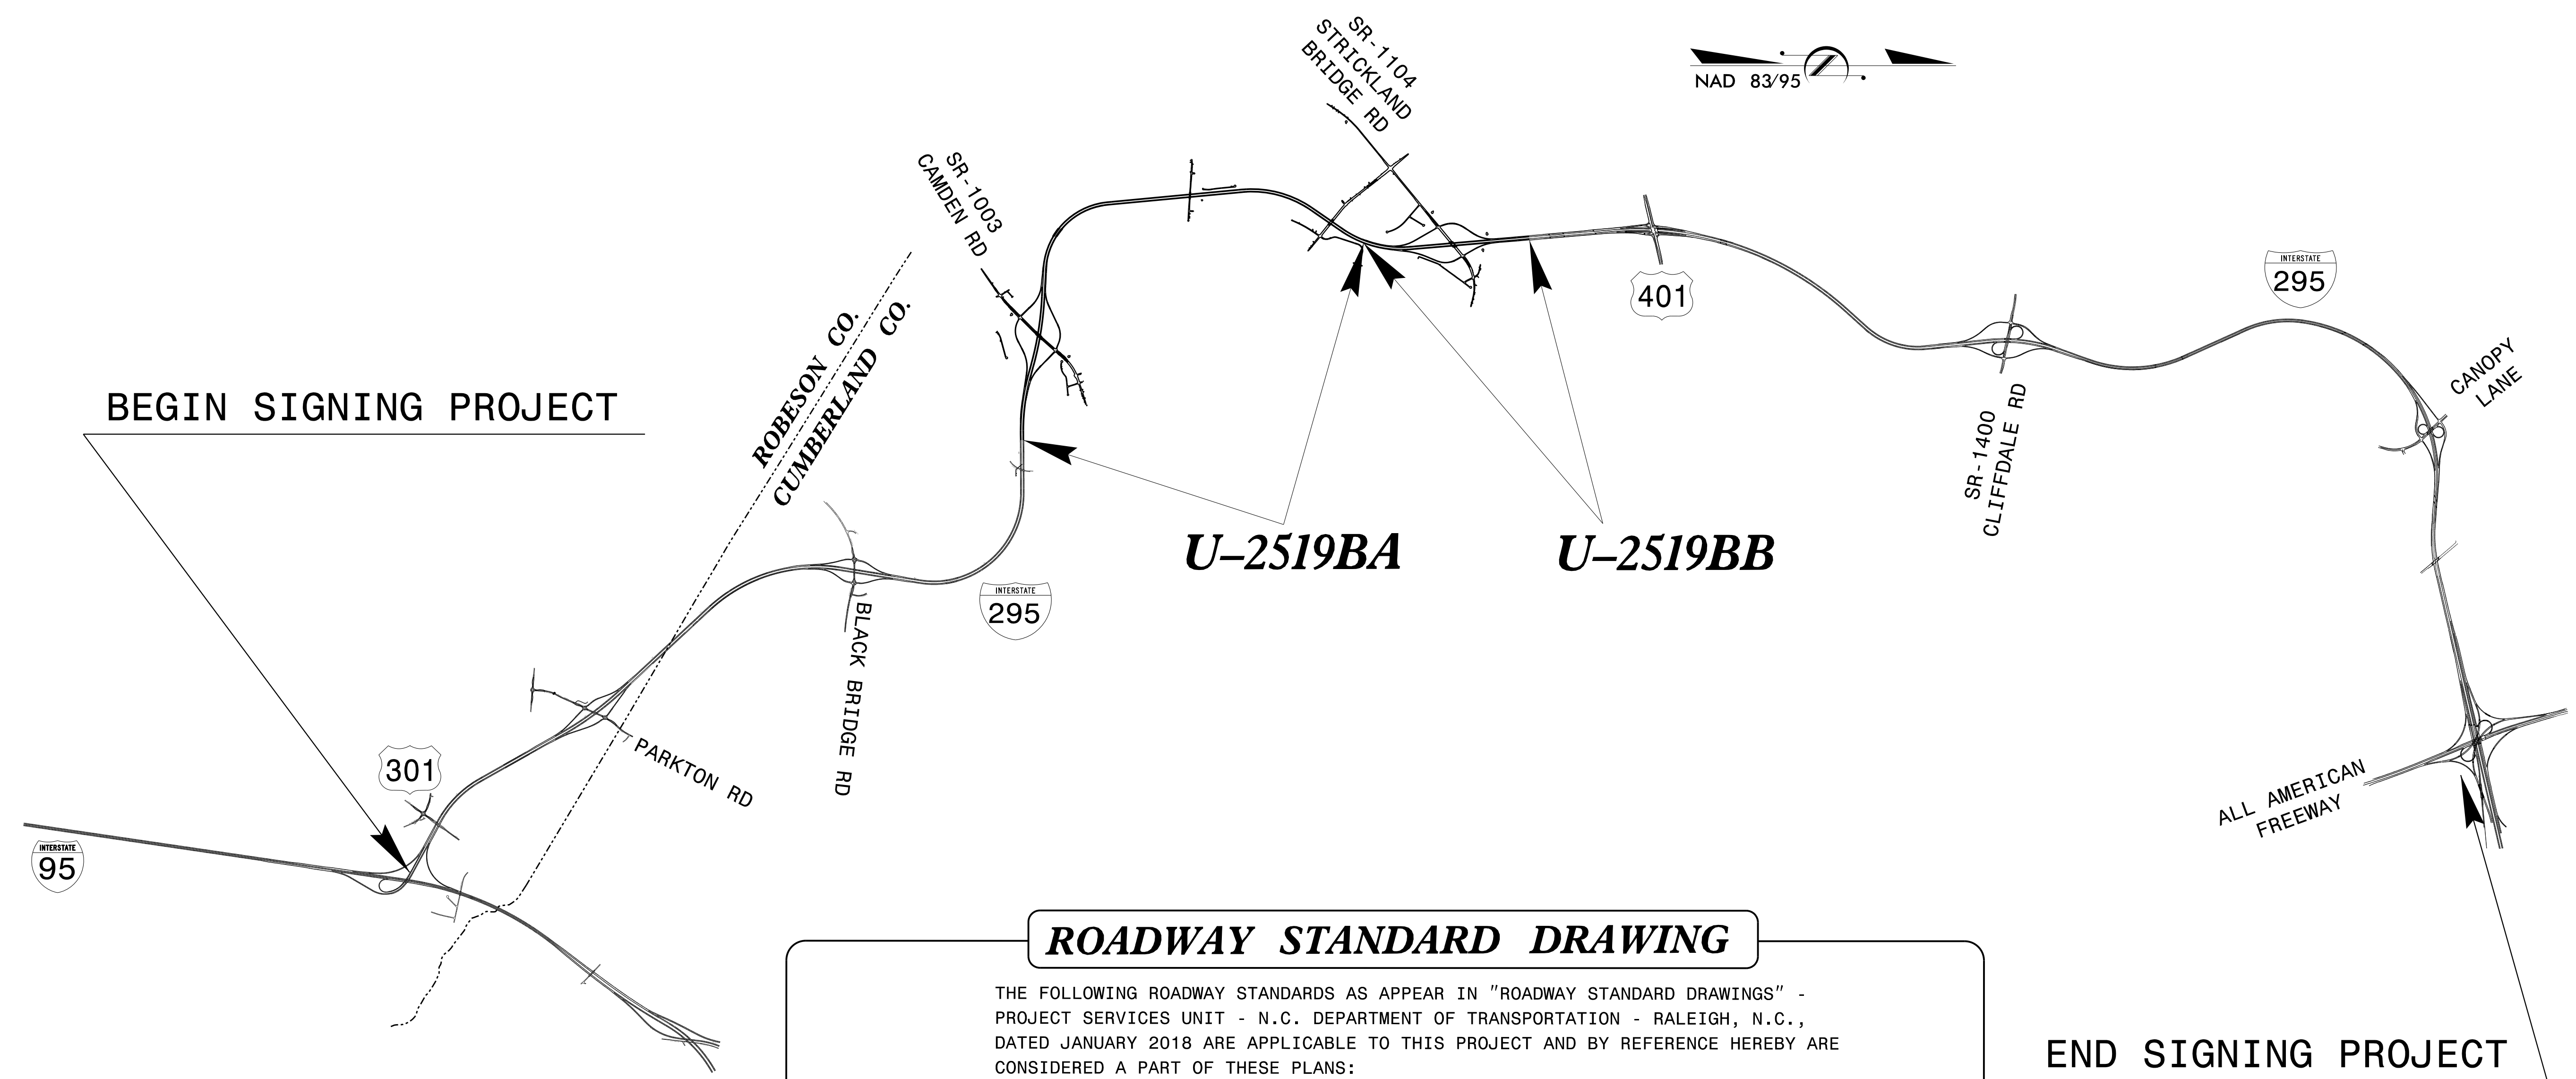 SR-1104
STRICKLAND
BRIDGE RD
NAD 83/95
SR-1003
CAMDEN RD
INTERSTATE
295
401
CANOPY
LANE
ROBESON CO.
CUMBERLAND CO.
BEGIN SIGNING PROJECT
SR-1400
CLIFFDALE RD
U-2519BA
U-2519BB
INTERSTATE
295
BLACK BRIDGE RD
PARKTON RD
301
INTERSTATE
95
ALL AMERICAN
FREEWAY
ROADWAY STANDARD DRAWING
THE FOLLOWING ROADWAY STANDARDS AS APPEAR IN "ROADWAY STANDARD DRAWINGS" -
PROJECT SERVICES UNIT - N.C. DEPARTMENT OF TRANSPORTATION - RALEIGH, N.C.,
DATED JANUARY 2018 ARE APPLICABLE TO THIS PROJECT AND BY REFERENCE HEREBY ARE
CONSIDERED A PART OF THESE PLANS:
END SIGNING PROJECT